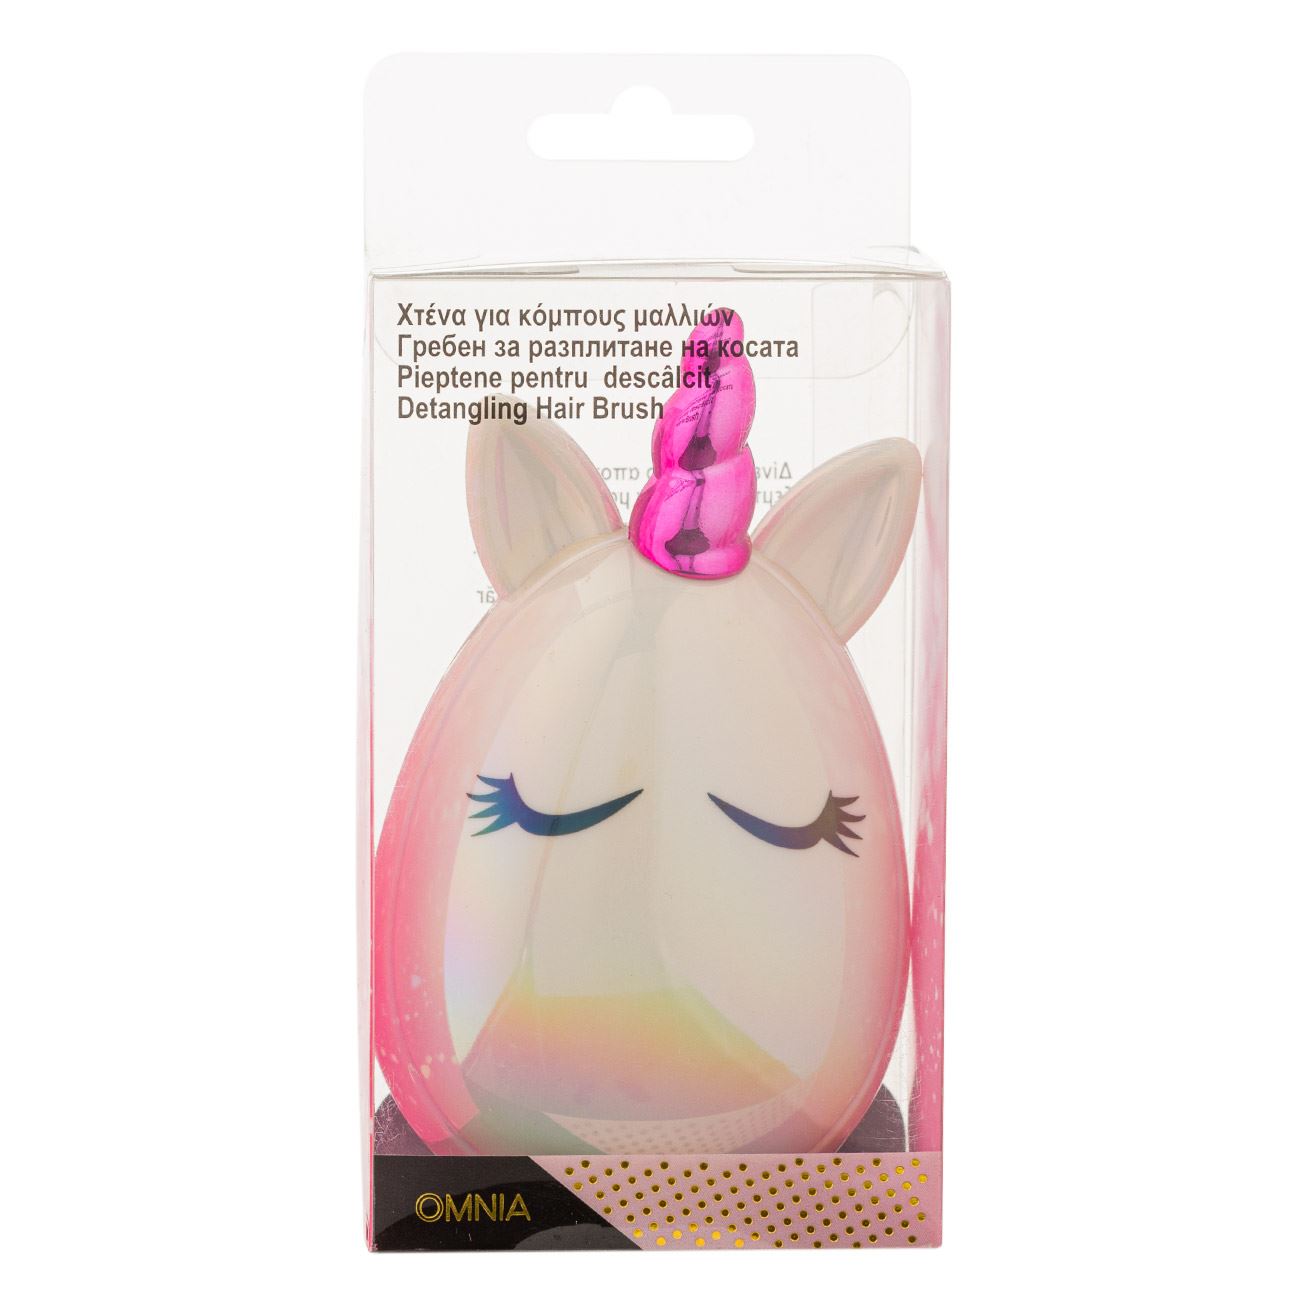 Χτένα για κόμπους μαλλιών
Гребен за разплитане на косата
Pieptene pentru descâlcit
Detangling Hair Brush
OMNIA